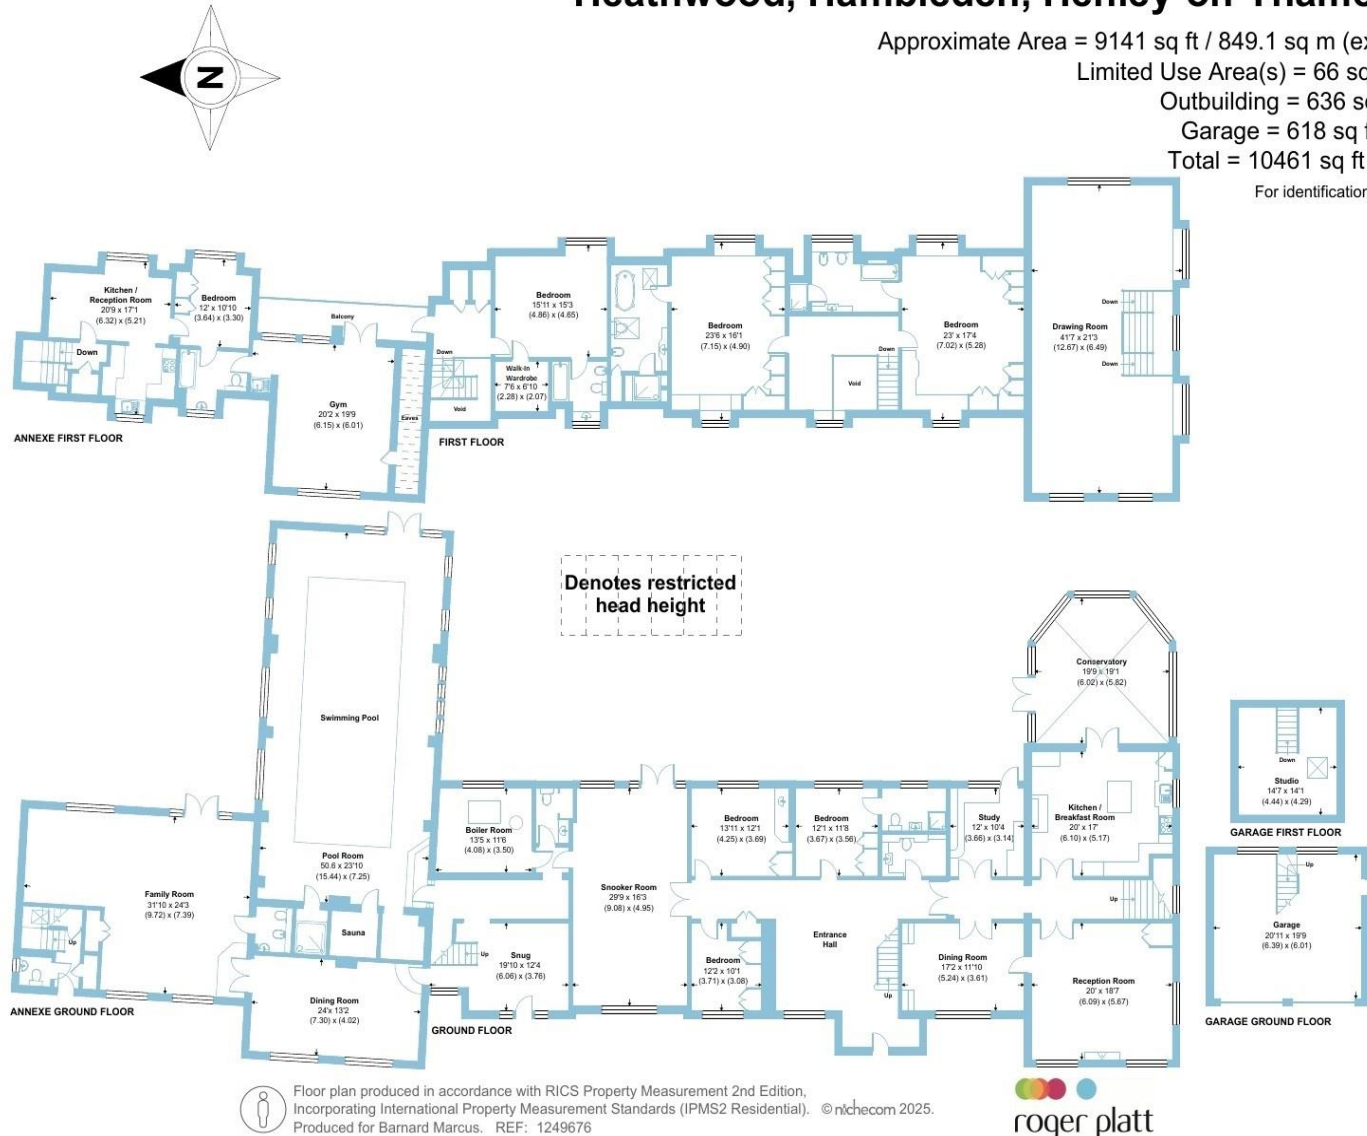 Heathwood, Hambleden, Henley-on-Thame
Approximate Area = 9141 sq ft / 849.1 sq m (ex
Limited Use Area(s) = 66 sq
Outbuilding = 636 s
Garage = 618 sq f
Total = 10461 sq ft
For identification
N
Kitchen /
Reception Room
20'9 x 17'1
(6.32) x (5.21)
Bedroom
12' x 10'10
(3.64) x (3.30)
Down
Balcony
Gym
20'2 x 19'9
(6.15) x (6.01)
Eaves
ANNEXE FIRST FLOOR
Down
Void
Bedroom
15'11 x 15'3
(4.86) x (4.65)
Walk-In
Wardrobe
7'6 x 6'10
(2.28) x (2.07)
FIRST FLOOR
Bedroom
23'6 x 16'1
(7.15) x (4.90)
Down
Void
Bedroom
23' x 17'4
(7.02) x (5.28)
Drawing Room
41'7 x 21'3
(12.67) x (6.49)
Down
Down
Denotes restricted
head height
Swimming Pool
Pool Room
50.6 x 23'10
(15.44) x (7.25)
Sauna
Family Room
31'10 x 24'3
(9.72) x (7.39)
Up
ANNEXE GROUND FLOOR
Dining Room
24'x 13'2
(7.30) x (4.02)
Boiler Room
13'5 x 11'6
(4.08) x (3.50)
Up
Snug
19'10 x 12'4
(6.06) x (3.76)
GROUND FLOOR
Snooker Room
29'9 x 16'3
(9.08) x (4.95)
Bedroom
13'11 x 12'1
(4.25) x (3.69)
Bedroom
12'1 x 11'8
(3.67) x (3.56)
Study
12' x 10'4
(3.66) x (3.14)
Bedroom
12'2 x 10'1
(3.71) x (3.08)
Entrance
Hall
Up
Dining Room
17'2 x 11'10
(5.24) x (3.61)
Conservatory
19'9 x 19'1
(6.02) x (5.82)
Kitchen /
Breakfast Room
20' x 17'
(6.10) x (5.17)
Up
Reception Room
20' x 18'7
(6.09) x (5.67)
Down
Studio
14'7 x 14'1
(4.44) x (4.29)
GARAGE FIRST FLOOR
Up
Garage
20'11 x 19'9
(6.39) x (6.01)
GARAGE GROUND FLOOR
Floor plan produced in accordance with RICS Property Measurement 2nd Edition,
Incorporating International Property Measurement Standards (IPMS2 Residential). © nichecom 2025.
Produced for Barnard Marcus. REF: 1249676
roger platt